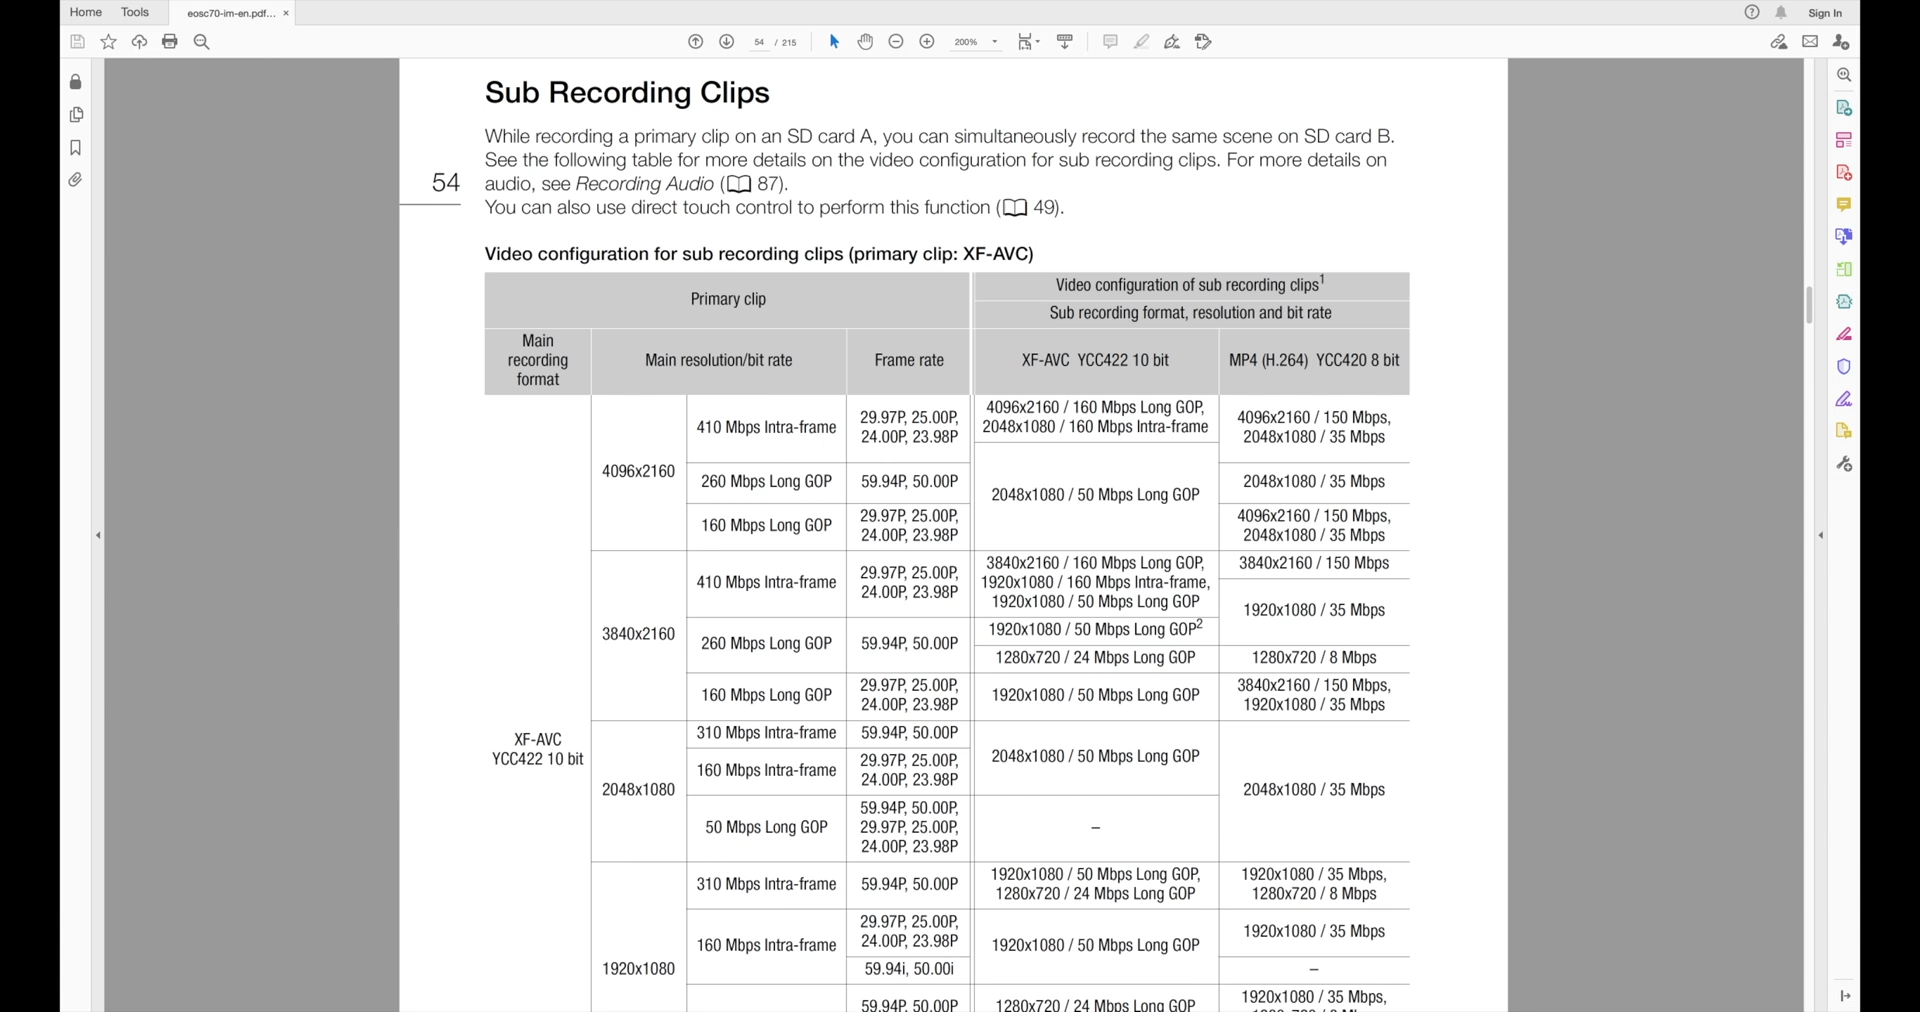 Home Tools eosc70-im-en.pdf... × Sign In
54 / 215 200%
Sub Recording Clips
While recording a primary clip on an SD card A, you can simultaneously record the same scene on SD card B.
See the following table for more details on the video configuration for sub recording clips. For more details on
audio, see Recording Audio (87).
You can also use direct touch control to perform this function (49).
54
Video configuration for sub recording clips (primary clip: XF-AVC)
Primary clip
Video configuration of sub recording clips1
Sub recording format, resolution and bit rate
Main
recording
format
Main resolution/bit rate
Frame rate
XF-AVC YCC422 10 bit
MP4 (H.264) YCC420 8 bit
XF-AVC
YCC422 10 bit
4096x2160
410 Mbps Intra-frame
29.97P, 25.00P,
24.00P, 23.98P
4096x2160 / 160 Mbps Long GOP,
2048x1080 / 160 Mbps Intra-frame
4096x2160 / 150 Mbps,
2048x1080 / 35 Mbps
260 Mbps Long GOP
59.94P, 50.00P
2048x1080 / 50 Mbps Long GOP
2048x1080 / 35 Mbps
160 Mbps Long GOP
29.97P, 25.00P,
24.00P, 23.98P
4096x2160 / 150 Mbps,
2048x1080 / 35 Mbps
3840x2160
410 Mbps Intra-frame
29.97P, 25.00P,
24.00P, 23.98P
3840x2160 / 160 Mbps Long GOP,
1920x1080 / 160 Mbps Intra-frame,
1920x1080 / 50 Mbps Long GOP
3840x2160 / 150 Mbps
1920x1080 / 35 Mbps
260 Mbps Long GOP
59.94P, 50.00P
1920x1080 / 50 Mbps Long GOP2
1280x720 / 24 Mbps Long GOP
1280x720 / 8 Mbps
160 Mbps Long GOP
29.97P, 25.00P,
24.00P, 23.98P
1920x1080 / 50 Mbps Long GOP
3840x2160 / 150 Mbps,
1920x1080 / 35 Mbps
2048x1080
310 Mbps Intra-frame
59.94P, 50.00P
2048x1080 / 50 Mbps Long GOP
2048x1080 / 35 Mbps
160 Mbps Intra-frame
29.97P, 25.00P,
24.00P, 23.98P
50 Mbps Long GOP
59.94P, 50.00P,
29.97P, 25.00P,
24.00P, 23.98P
–
1920x1080
310 Mbps Intra-frame
59.94P, 50.00P
1920x1080 / 50 Mbps Long GOP,
1280x720 / 24 Mbps Long GOP
1920x1080 / 35 Mbps,
1280x720 / 8 Mbps
160 Mbps Intra-frame
29.97P, 25.00P,
24.00P, 23.98P
1920x1080 / 50 Mbps Long GOP
1920x1080 / 35 Mbps
59.94i, 50.00i
–
59.94P, 50.00P
1280x720 / 24 Mbps Long GOP
1920x1080 / 35 Mbps,